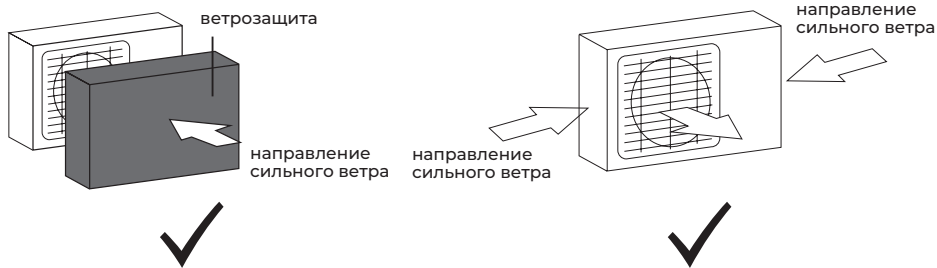 ветрозащита
направление
сильного ветра
направление
сильного ветра
направление
сильного ветра